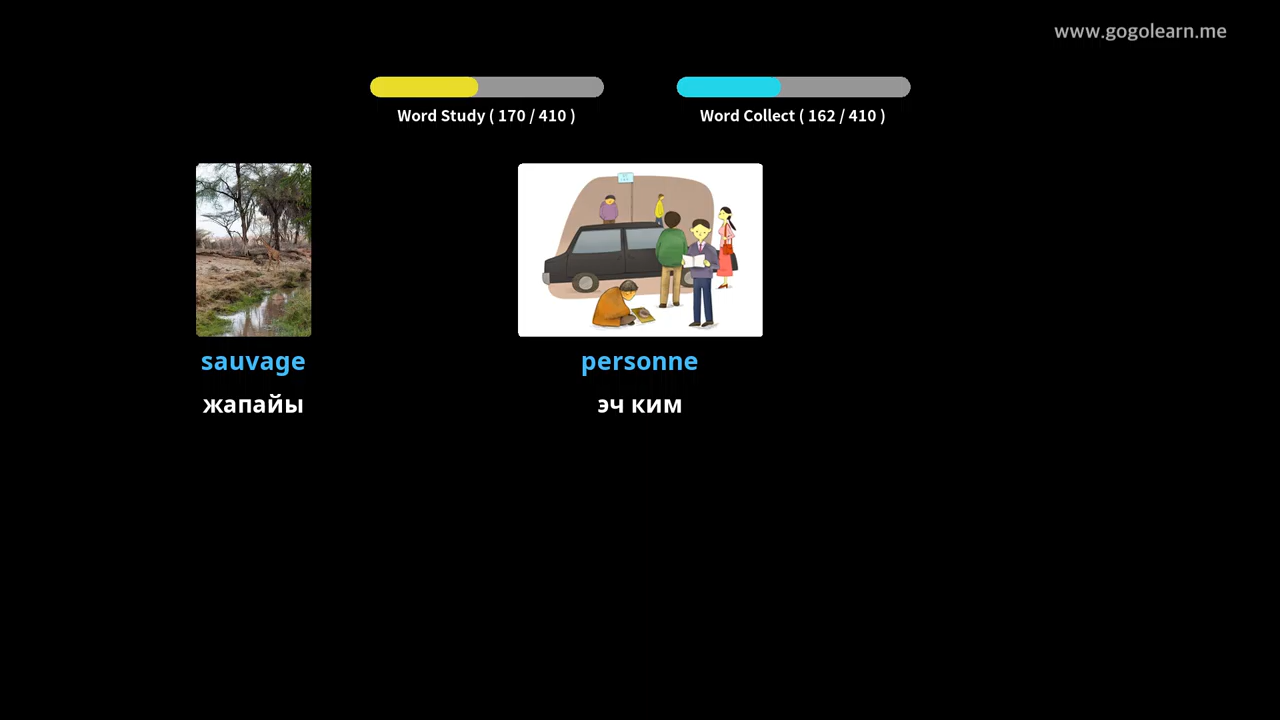 www.gogolearn.me
Word Study ( 170 / 410 )
Word Collect ( 162 / 410 )
sauvage
personne
жапайы
эч ким